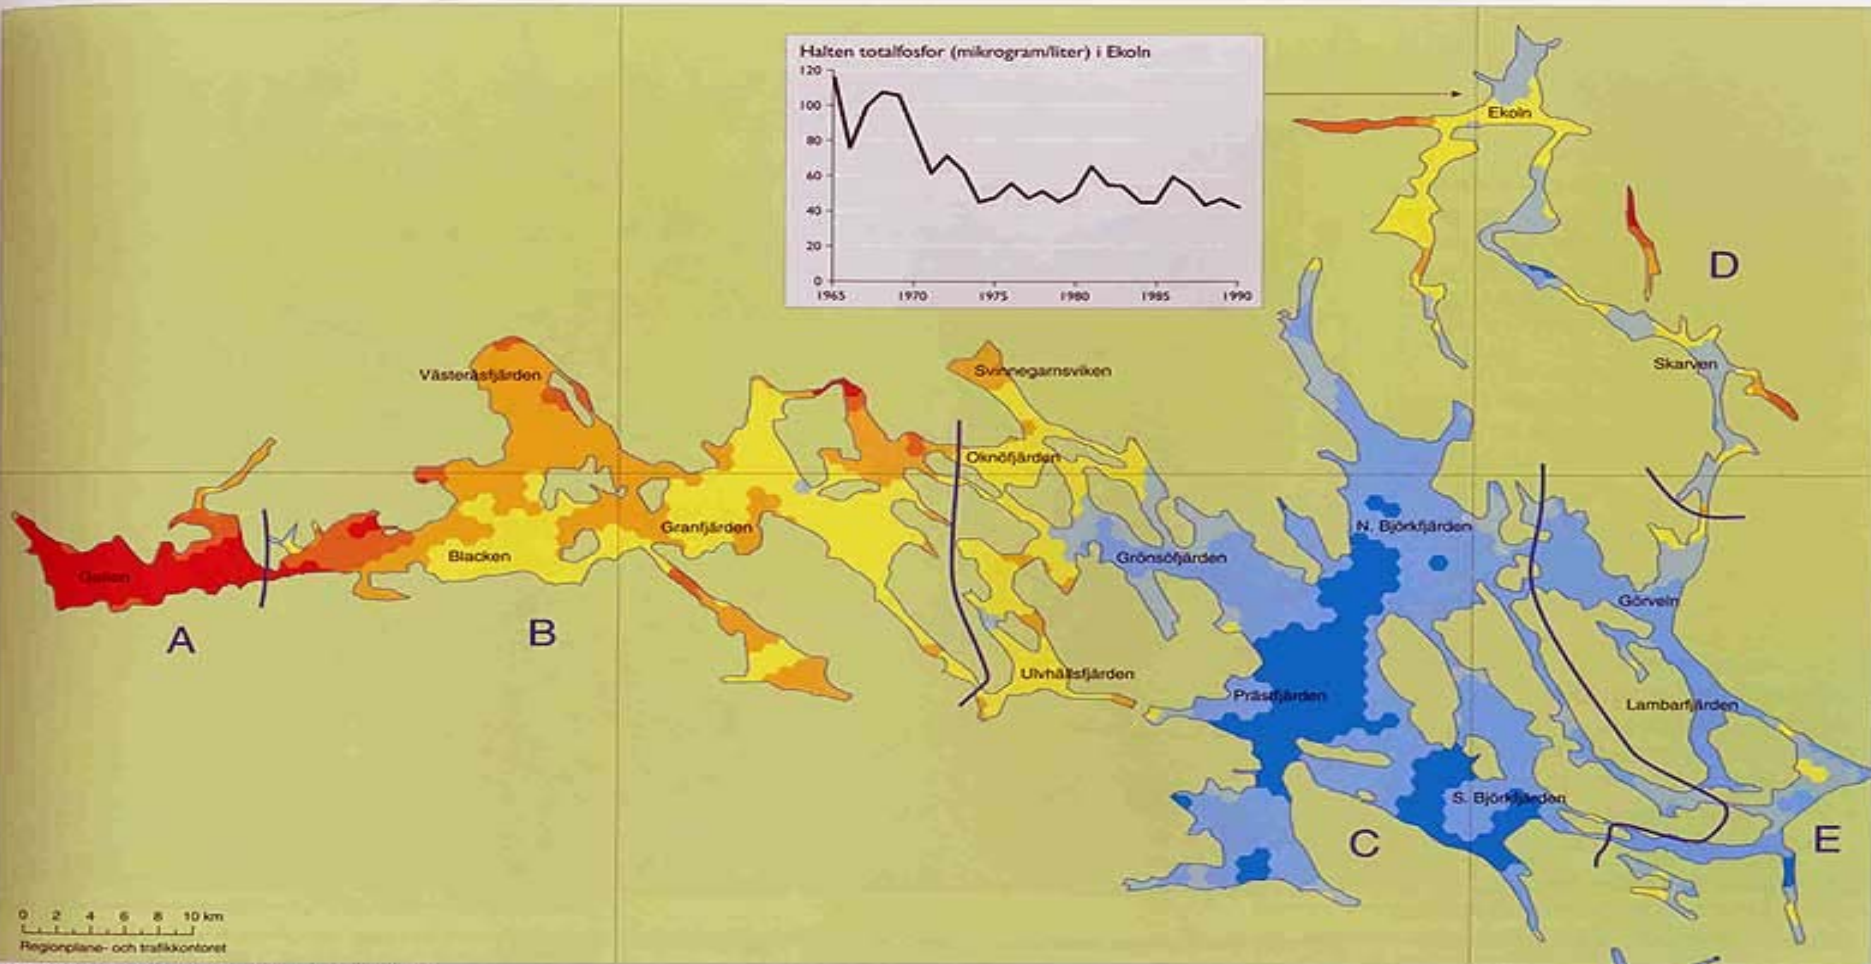 Halten totalfosfor (mikrogram/liter) i Ekoln
120
100
80
60
40
20
0
1965 1970 1975 1980 1985 1990
Ekoln
D
Skarven
Västeråsfjärden
Svinnegarnsviken
Oknöfjärden
Granfjärden
Blacken
Galten
A
B
Grönsöfjärden
N. Björkfjärden
Görveln
Ulvhällsfjärden
Prästfjärden
Lambarfjärden
S. Björkfjärden
C
E
0 2 4 6 8 10 km
Regionplane- och trafikkontoret